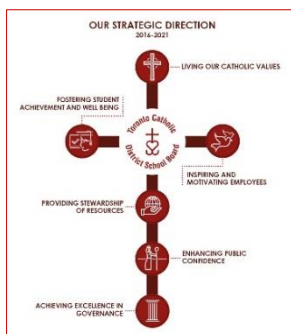 OUR STRATEGIC DIRECTION
2016-2021
LIVING OUR CATHOLIC VALUES
FOSTERING STUDENT
ACHIEVEMENT AND WELL BEING
Toronto Catholic
District School Board
INSPIRING AND
MOTIVATING EMPLOYEES
PROVIDING STEWARDSHIP
OF RESOURCES
ENHANCING PUBLIC
CONFIDENCE
ACHIEVING EXCELLENCE IN
GOVERNANCE